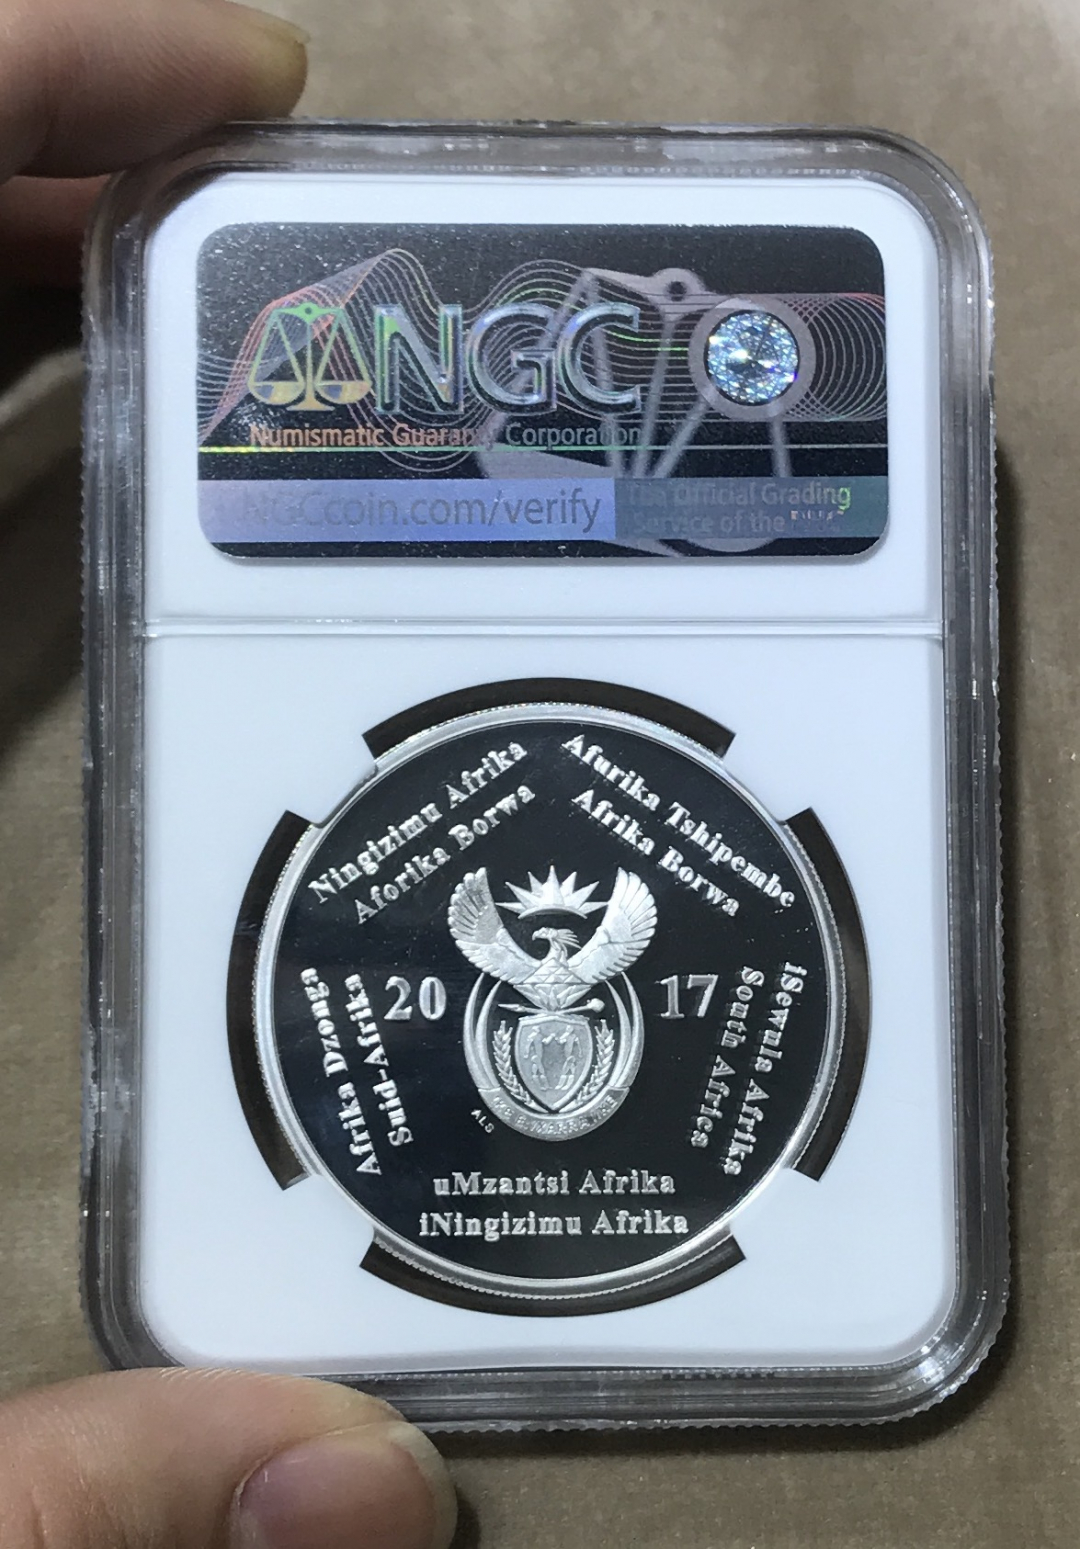 NGC
Numismatic Guaranty Corporation
NGCcoin.com/verify
The Official Grading
Service of the
Ningizimu Afrika
Aforika Borwa
Afurika Tshipembe
Afrika Borwa
Afrika Dzonga
Suid-Afrika
20 17
iSewula Afrika
South Africa
ALS
uMzantsi Afrika
iNingizimu Afrika